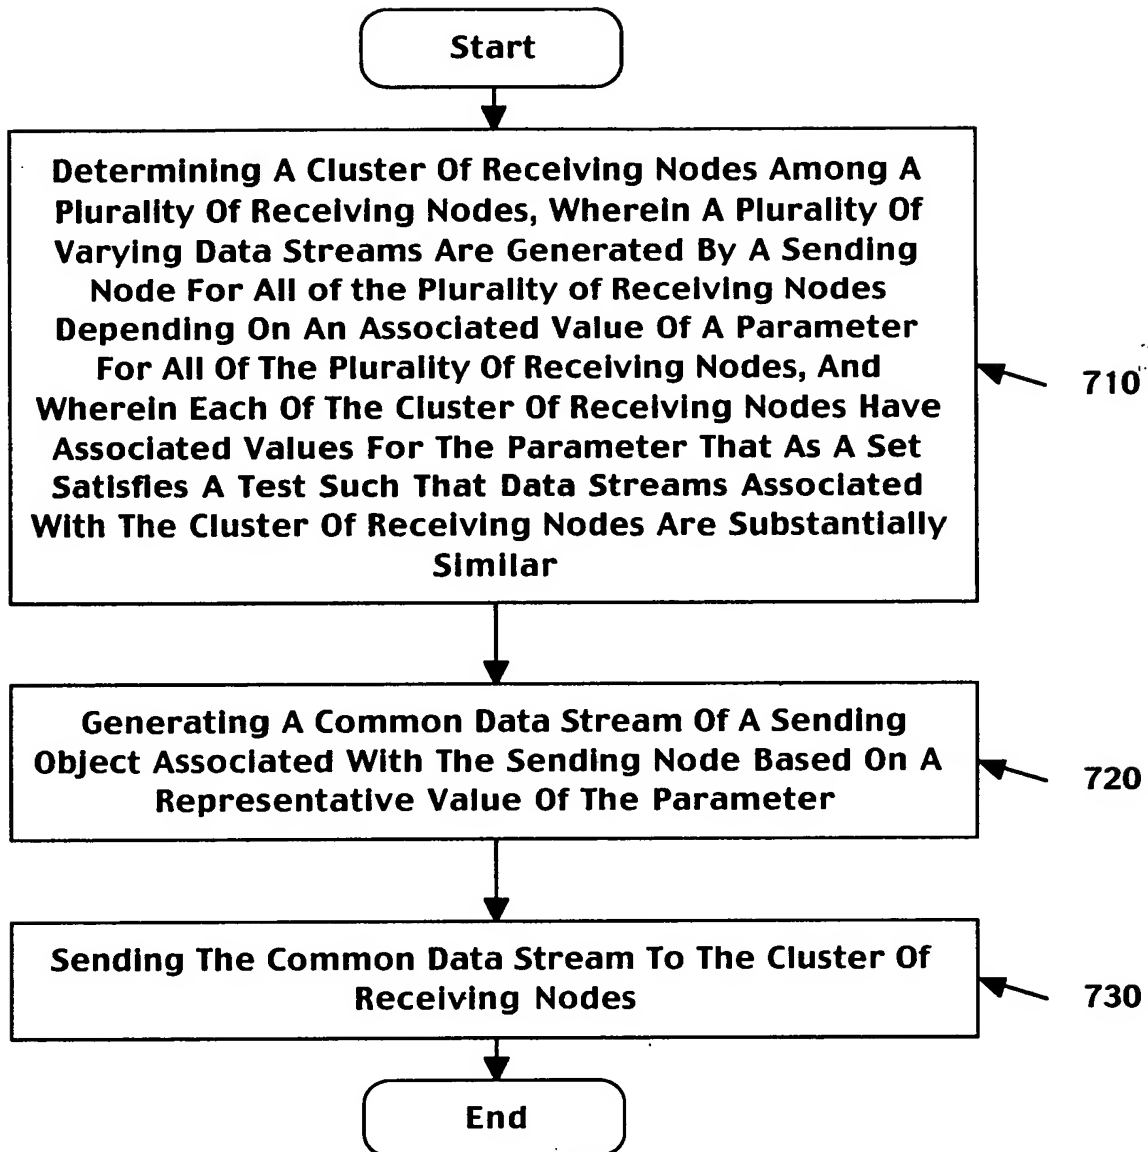 Start
Determining A Cluster Of Receiving Nodes Among A
Plurality Of Receiving Nodes, Wherein A Plurality Of
Varying Data Streams Are Generated By A Sending
Node For All of the Plurality of Receiving Nodes
Depending On An Associated Value Of A Parameter
For All Of The Plurality Of Receiving Nodes, And
Wherein Each Of The Cluster Of Receiving Nodes Have
Associated Values For The Parameter That As A Set
Satisfies A Test Such That Data Streams Associated
With The Cluster Of Receiving Nodes Are Substantially
Similar
710
Generating A Common Data Stream Of A Sending
Object Associated With The Sending Node Based On A
Representative Value Of The Parameter
720
Sending The Common Data Stream To The Cluster Of
Receiving Nodes
730
End